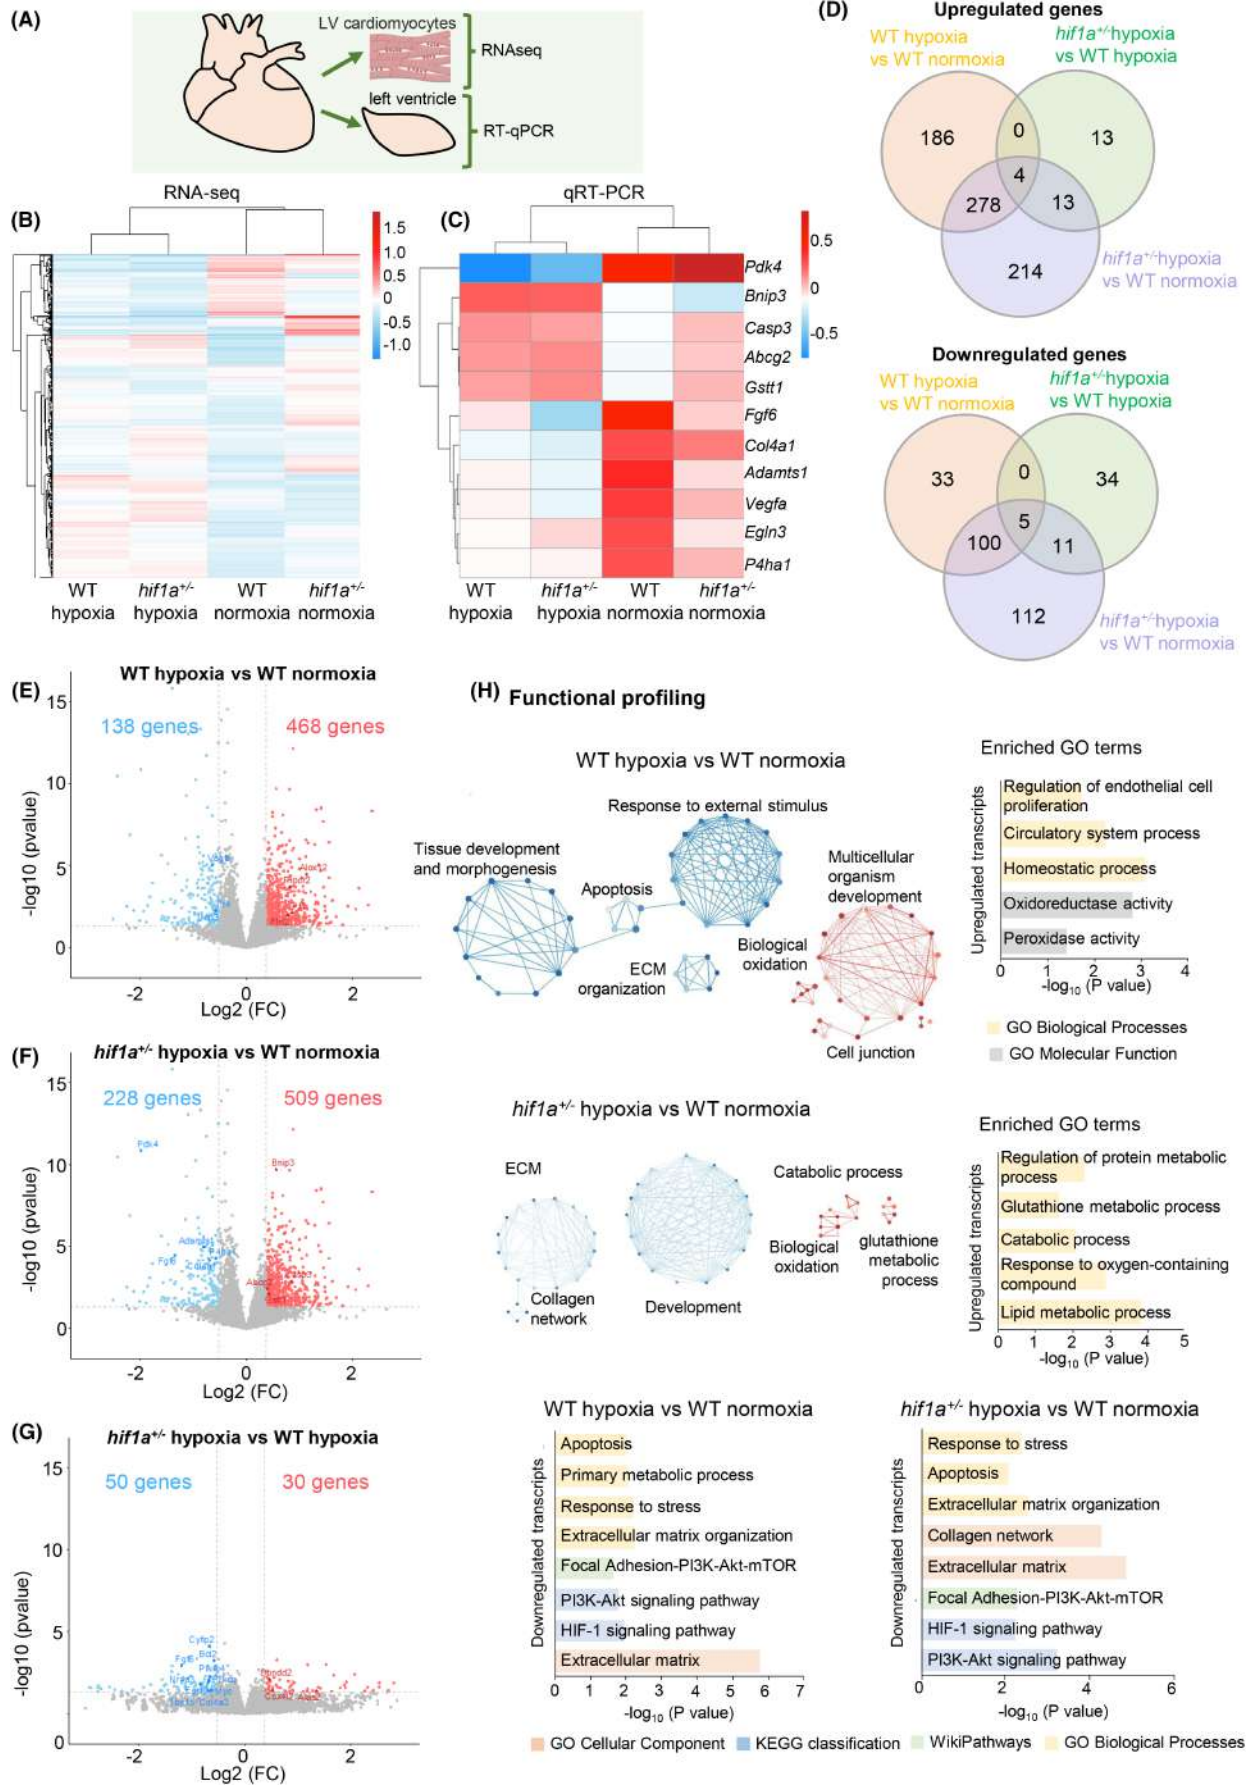 (A)
LV cardiomyocytes
RNAseq
left ventricle
RT-qPCR
(B)
RNA-seq
1.5
1.0
0.5
0
-0.5
-1.0
WT hypoxia
hif1a+/- hypoxia
WT normoxia
hif1a+/- normoxia
(C)
qRT-PCR
0.5
0
-0.5
Pdk4
Bnip3
Casp3
Abcg2
Gstt1
Fgf6
Col4a1
Adamts1
Vegfa
Egln3
P4ha1
WT hypoxia
hif1a+/- hypoxia
WT normoxia
hif1a+/- normoxia
(D)
Upregulated genes
WT hypoxia
vs WT normoxia
hif1a+/-hypoxia
vs WT hypoxia
186
0
13
4
278
13
214
hif1a+/-hypoxia
vs WT normoxia
Downregulated genes
WT hypoxia
vs WT normoxia
hif1a+/-hypoxia
vs WT hypoxia
33
0
34
5
100
11
112
hif1a+/-hypoxia
vs WT normoxia
(E)
WT hypoxia vs WT normoxia
138 genes
468 genes
15
10
5
0
-log10 (pvalue)
-2
0
2
Log2 (FC)
(F)
hif1a+/- hypoxia vs WT normoxia
228 genes
509 genes
15
10
5
0
-log10 (pvalue)
Pdk4
Bnip3
-2
0
2
Log2 (FC)
(G)
hif1a+/- hypoxia vs WT hypoxia
50 genes
30 genes
15
10
5
0
-log10 (pvalue)
Cyfip2
-2
0
2
Log2 (FC)
(H)
Functional profiling
WT hypoxia vs WT normoxia
Response to external stimulus
Tissue development
and morphogenesis
Apoptosis
Multicellular
organism
development
ECM
organization
Biological
oxidation
Cell junction
Enriched GO terms
Upregulated transcripts
Regulation of endothelial cell
proliferation
Circulatory system process
Homeostatic process
Oxidoreductase activity
Peroxidase activity
0 1 2 3 4
-log10 (P value)
GO Biological Processes
GO Molecular Function
hif1a+/- hypoxia vs WT normoxia
ECM
Collagen
network
Development
Catabolic process
Biological
oxidation
glutathione
metabolic
process
Enriched GO terms
Upregulated transcripts
Regulation of protein metabolic
process
Glutathione metabolic process
Catabolic process
Response to oxygen-containing
compound
Lipid metabolic process
0 1 2 3 4 5
-log10 (P value)
WT hypoxia vs WT normoxia
Downregulated transcripts
Apoptosis
Primary metabolic process
Response to stress
Extracellular matrix organization
Focal Adhesion-PI3K-Akt-mTOR
PI3K-Akt signaling pathway
HIF-1 signaling pathway
Extracellular matrix
0 1 2 3 4 5 6 7
-log10 (P value)
hif1a+/- hypoxia vs WT normoxia
Downregulated transcripts
Response to stress
Apoptosis
Extracellular matrix organization
Collagen network
Extracellular matrix
Focal Adhesion-PI3K-Akt-mTOR
HIF-1 signaling pathway
PI3K-Akt signaling pathway
0 2 4 6
-log10 (P value)
GO Cellular Component
KEGG classification
WikiPathways
GO Biological Processes